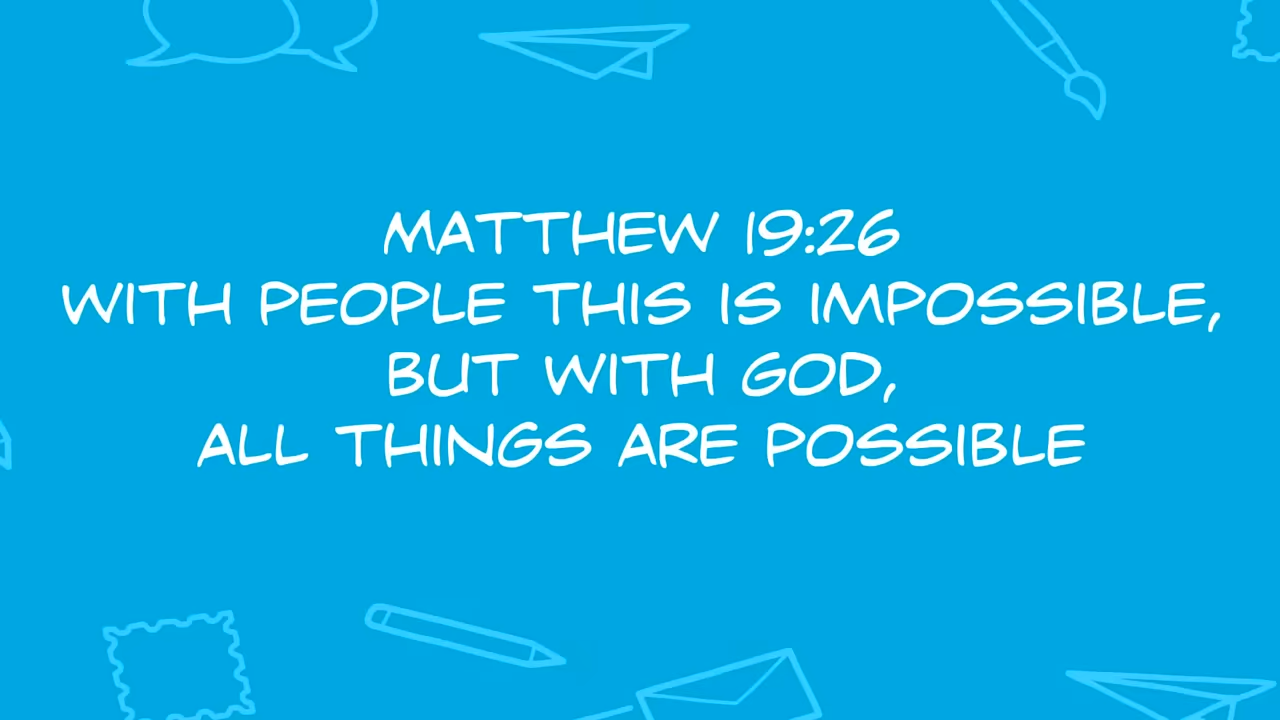 MATTHEW 19:26
WITH PEOPLE THIS IS IMPOSSIBLE,
BUT WITH GOD,
ALL THINGS ARE POSSIBLE